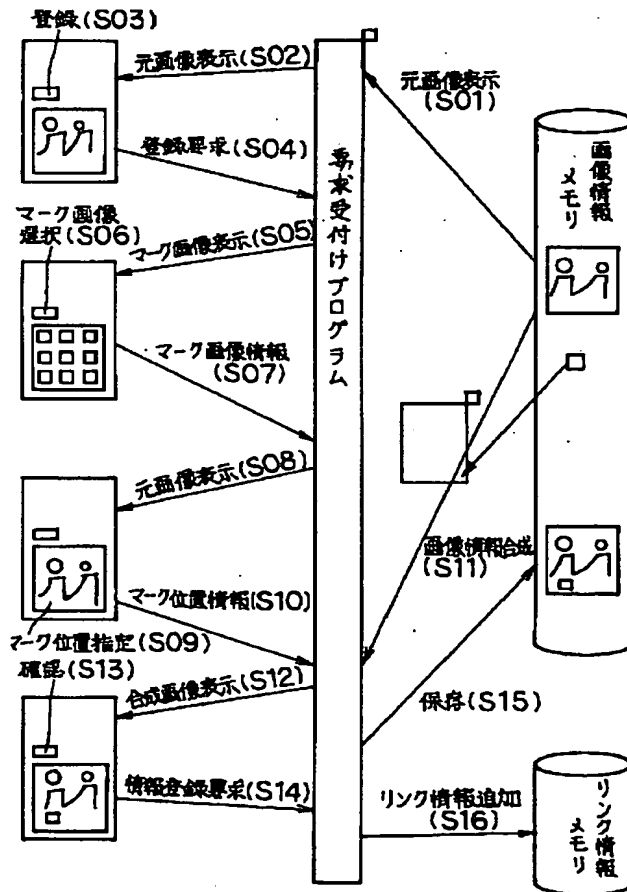 登録(S03)
元画像表示(S02)
元画像表示
(S01)
登録要求(S04)
要求受付けプログラム
画像情報
メモリ
マーク画像
選択(S06)
マーク画像表示(S05)
マーク画像情報
(S07)
元画像表示(S08)
画像情報合成
(S11)
マーク位置情報(S10)
マーク位置指定(S09)
確認(S13)
合成画像表示(S12)
保存(S15)
情報登録要求(S14)
リンク情報追加
(S16)
リンク情報
メモリ